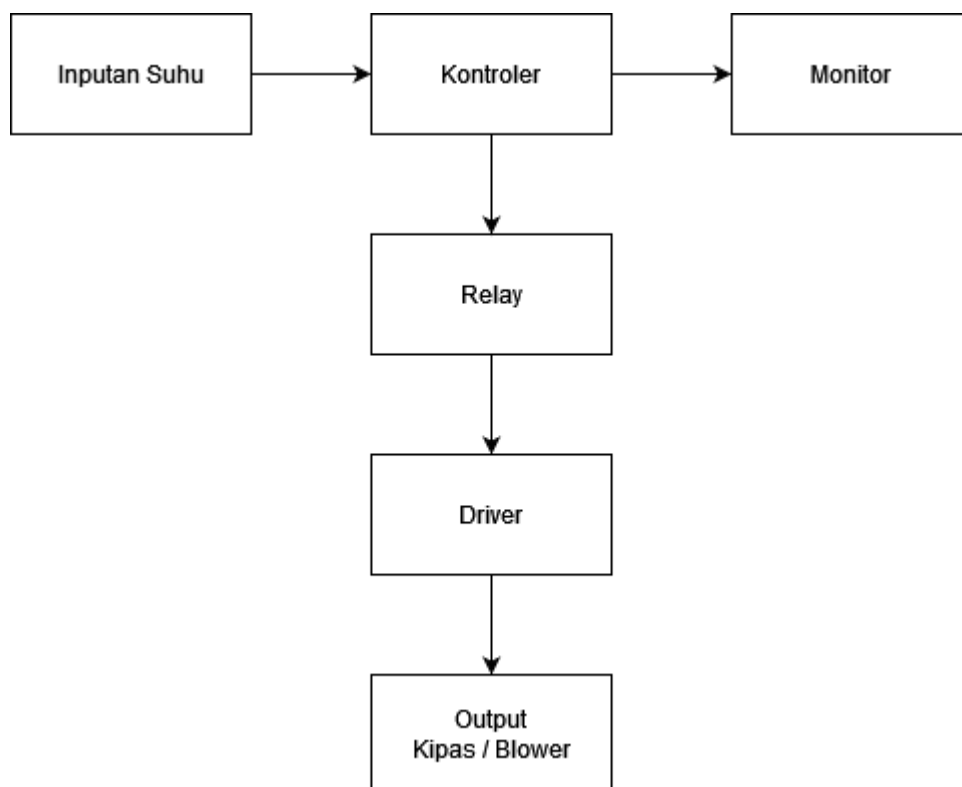 Inputan Suhu
Kontroler
Monitor
Relay
Driver
Output
Kipas / Blower